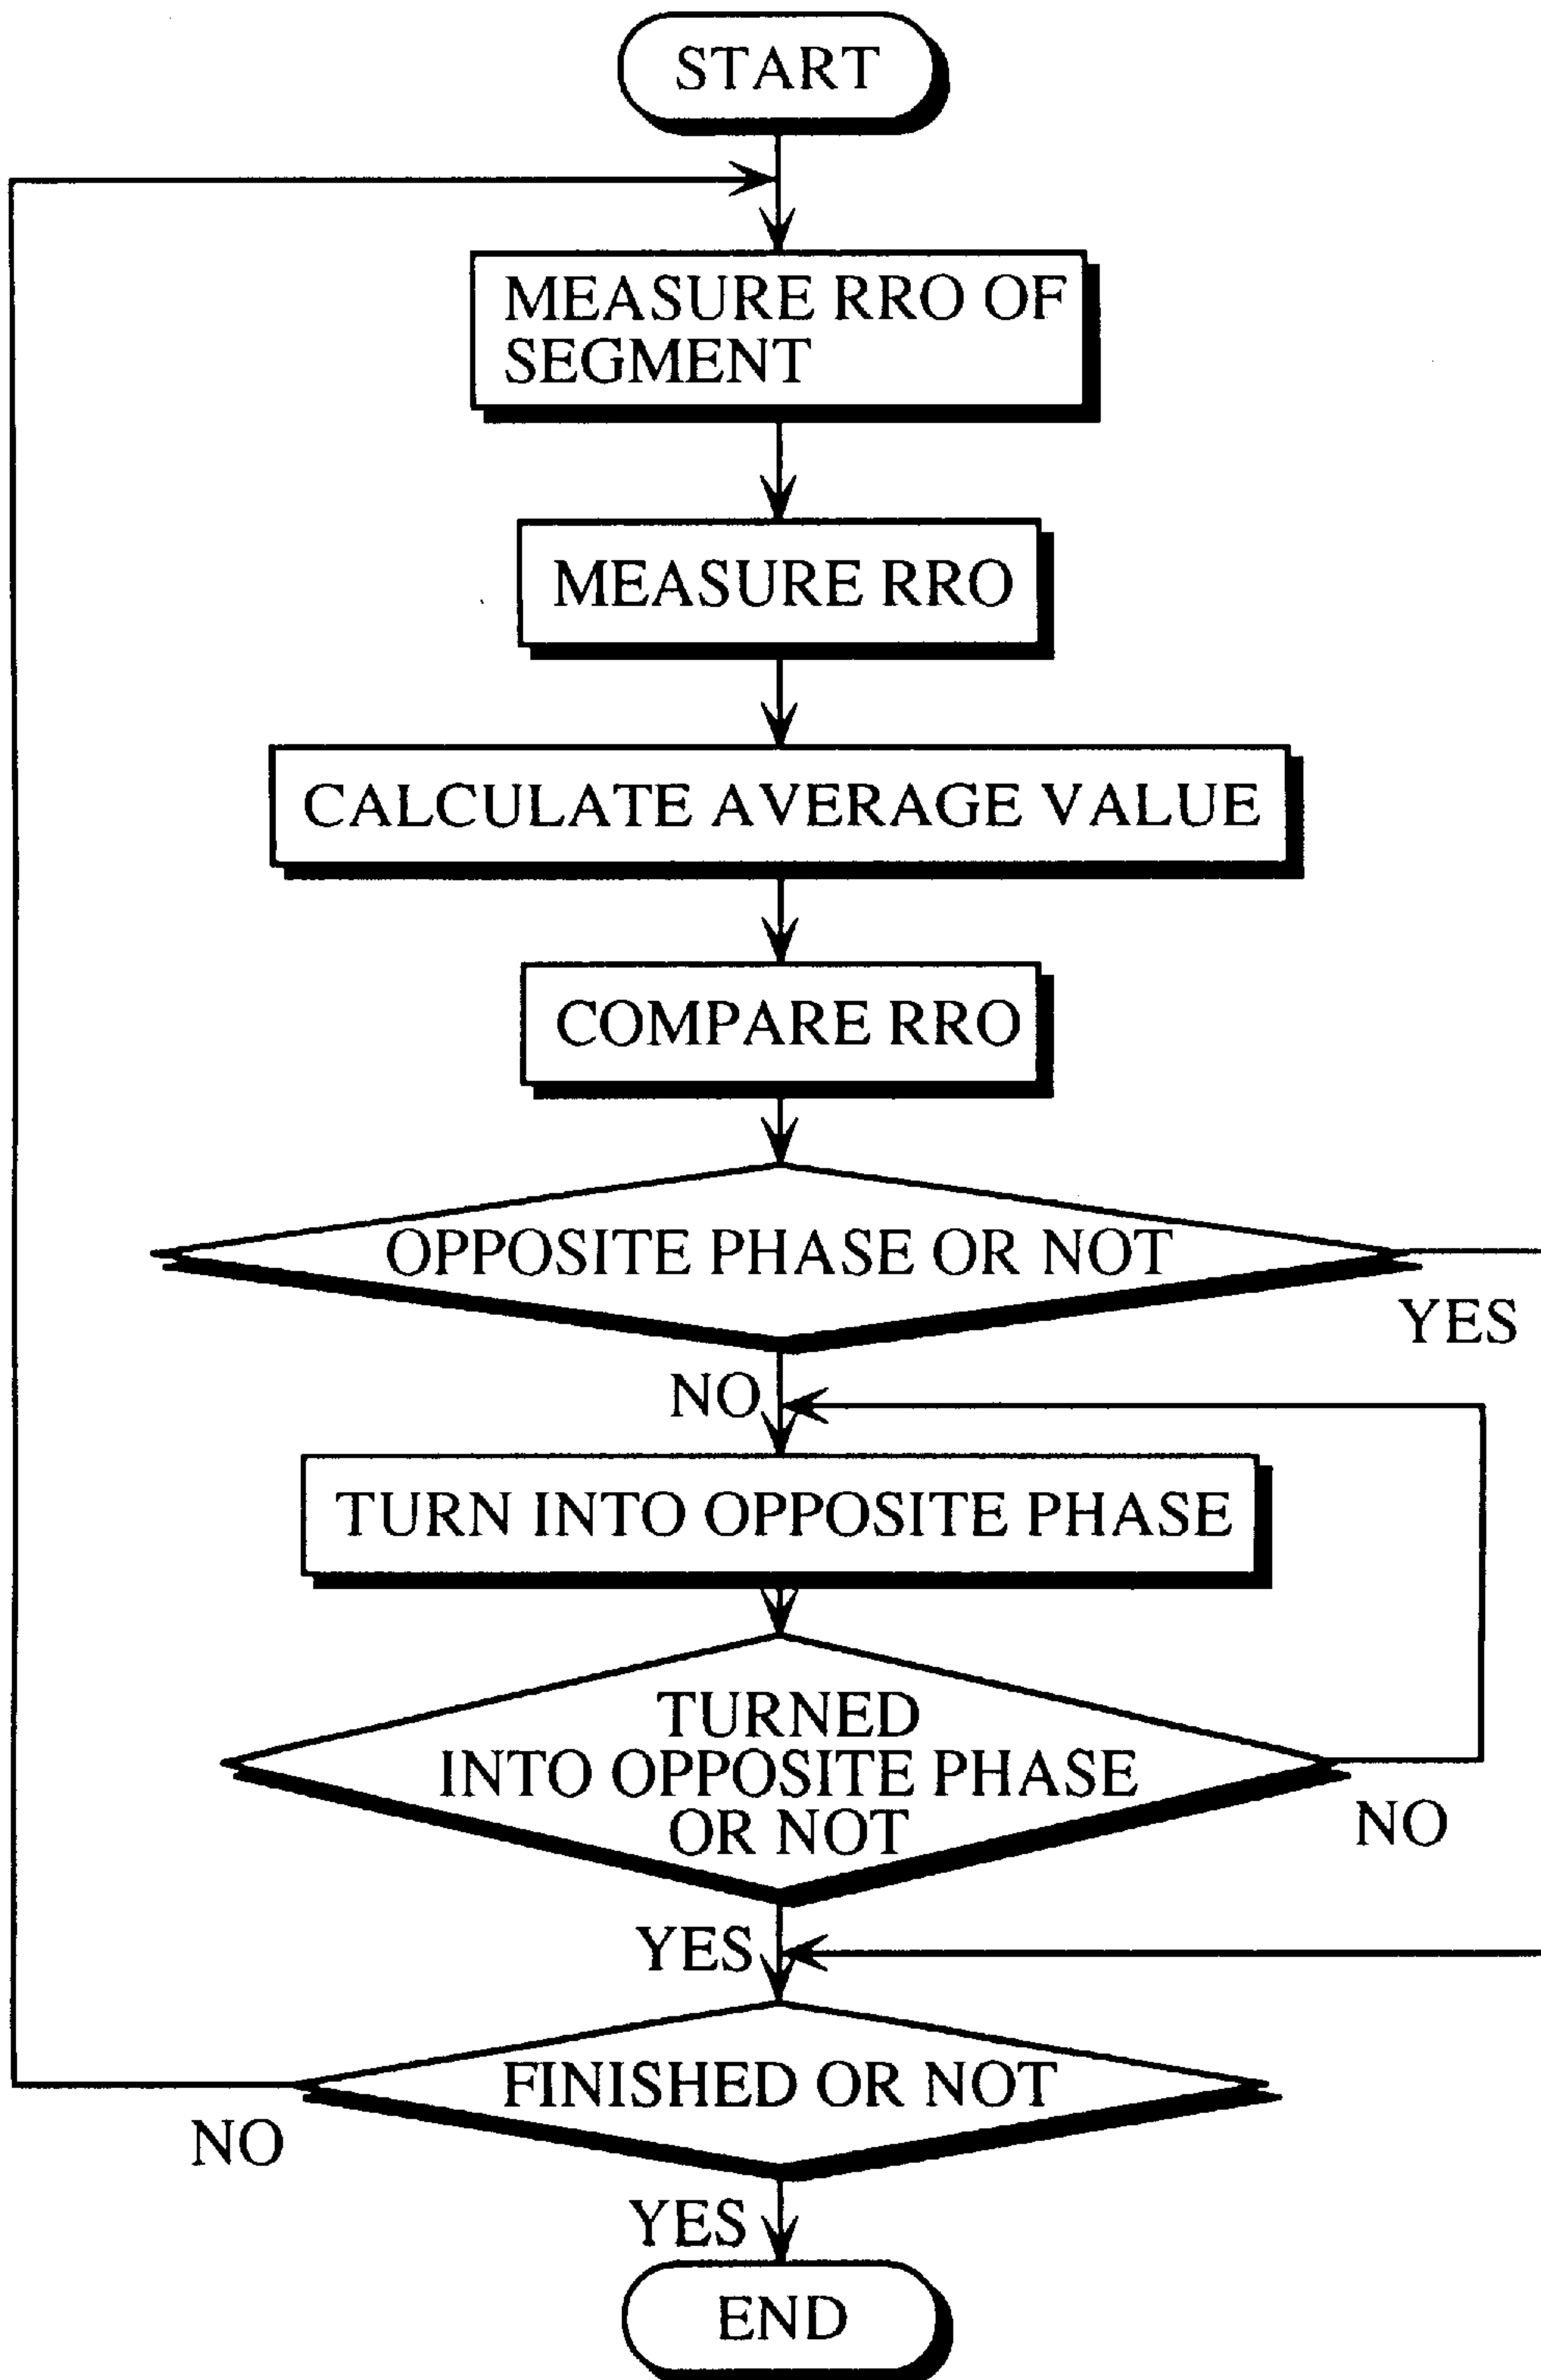 START
MEASURE RRO OF
SEGMENT
MEASURE RRO
CALCULATE AVERAGE VALUE
COMPARE RRO
OPPOSITE PHASE OR NOT
YES
NO
TURN INTO OPPOSITE PHASE
TURNED
INTO OPPOSITE PHASE
OR NOT
NO
YES
FINISHED OR NOT
NO
YES
END